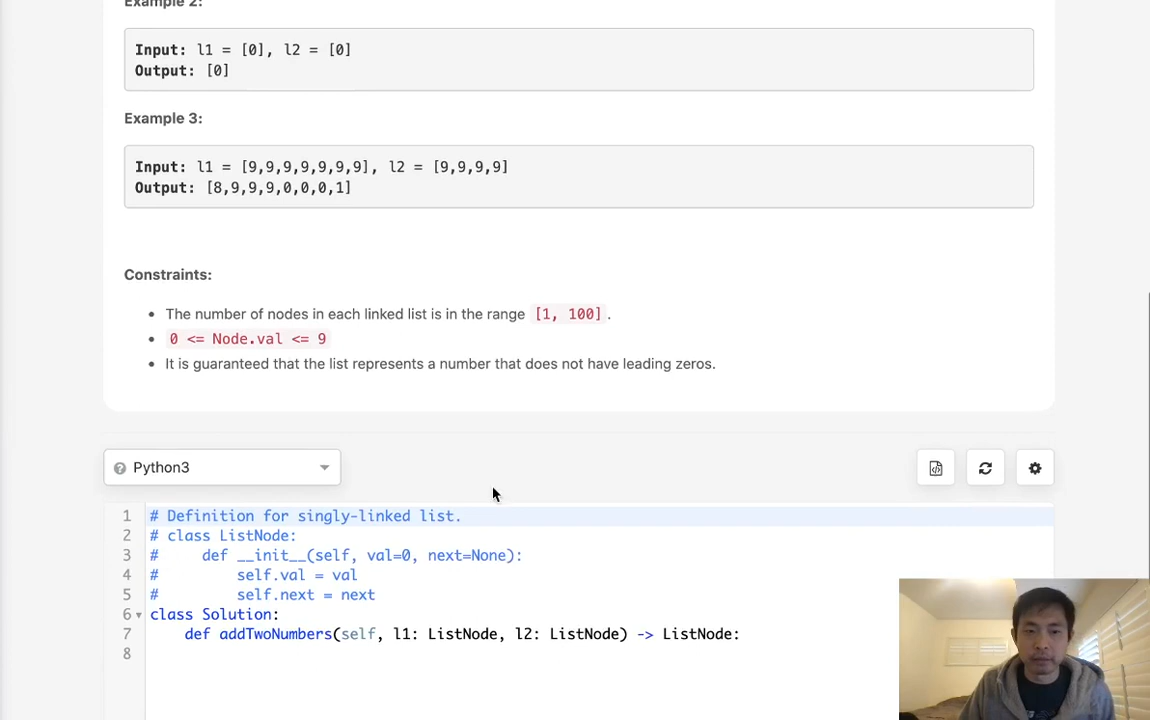 Example 2:
Input: l1 = [0], l2 = [0]
Output: [0]
Example 3:
Input: l1 = [9,9,9,9,9,9,9], l2 = [9,9,9,9]
Output: [8,9,9,9,0,0,0,1]
Constraints:
• The number of nodes in each linked list is in the range [1, 100] .
• 0 <= Node.val <= 9
• It is guaranteed that the list represents a number that does not have leading zeros.
? Python3
1 # Definition for singly-linked list.
2 # class ListNode:
3 #     def __init__(self, val=0, next=None):
4 #         self.val = val
5 #         self.next = next
6 class Solution:
7     def addTwoNumbers(self, l1: ListNode, l2: ListNode) -> ListNode:
8